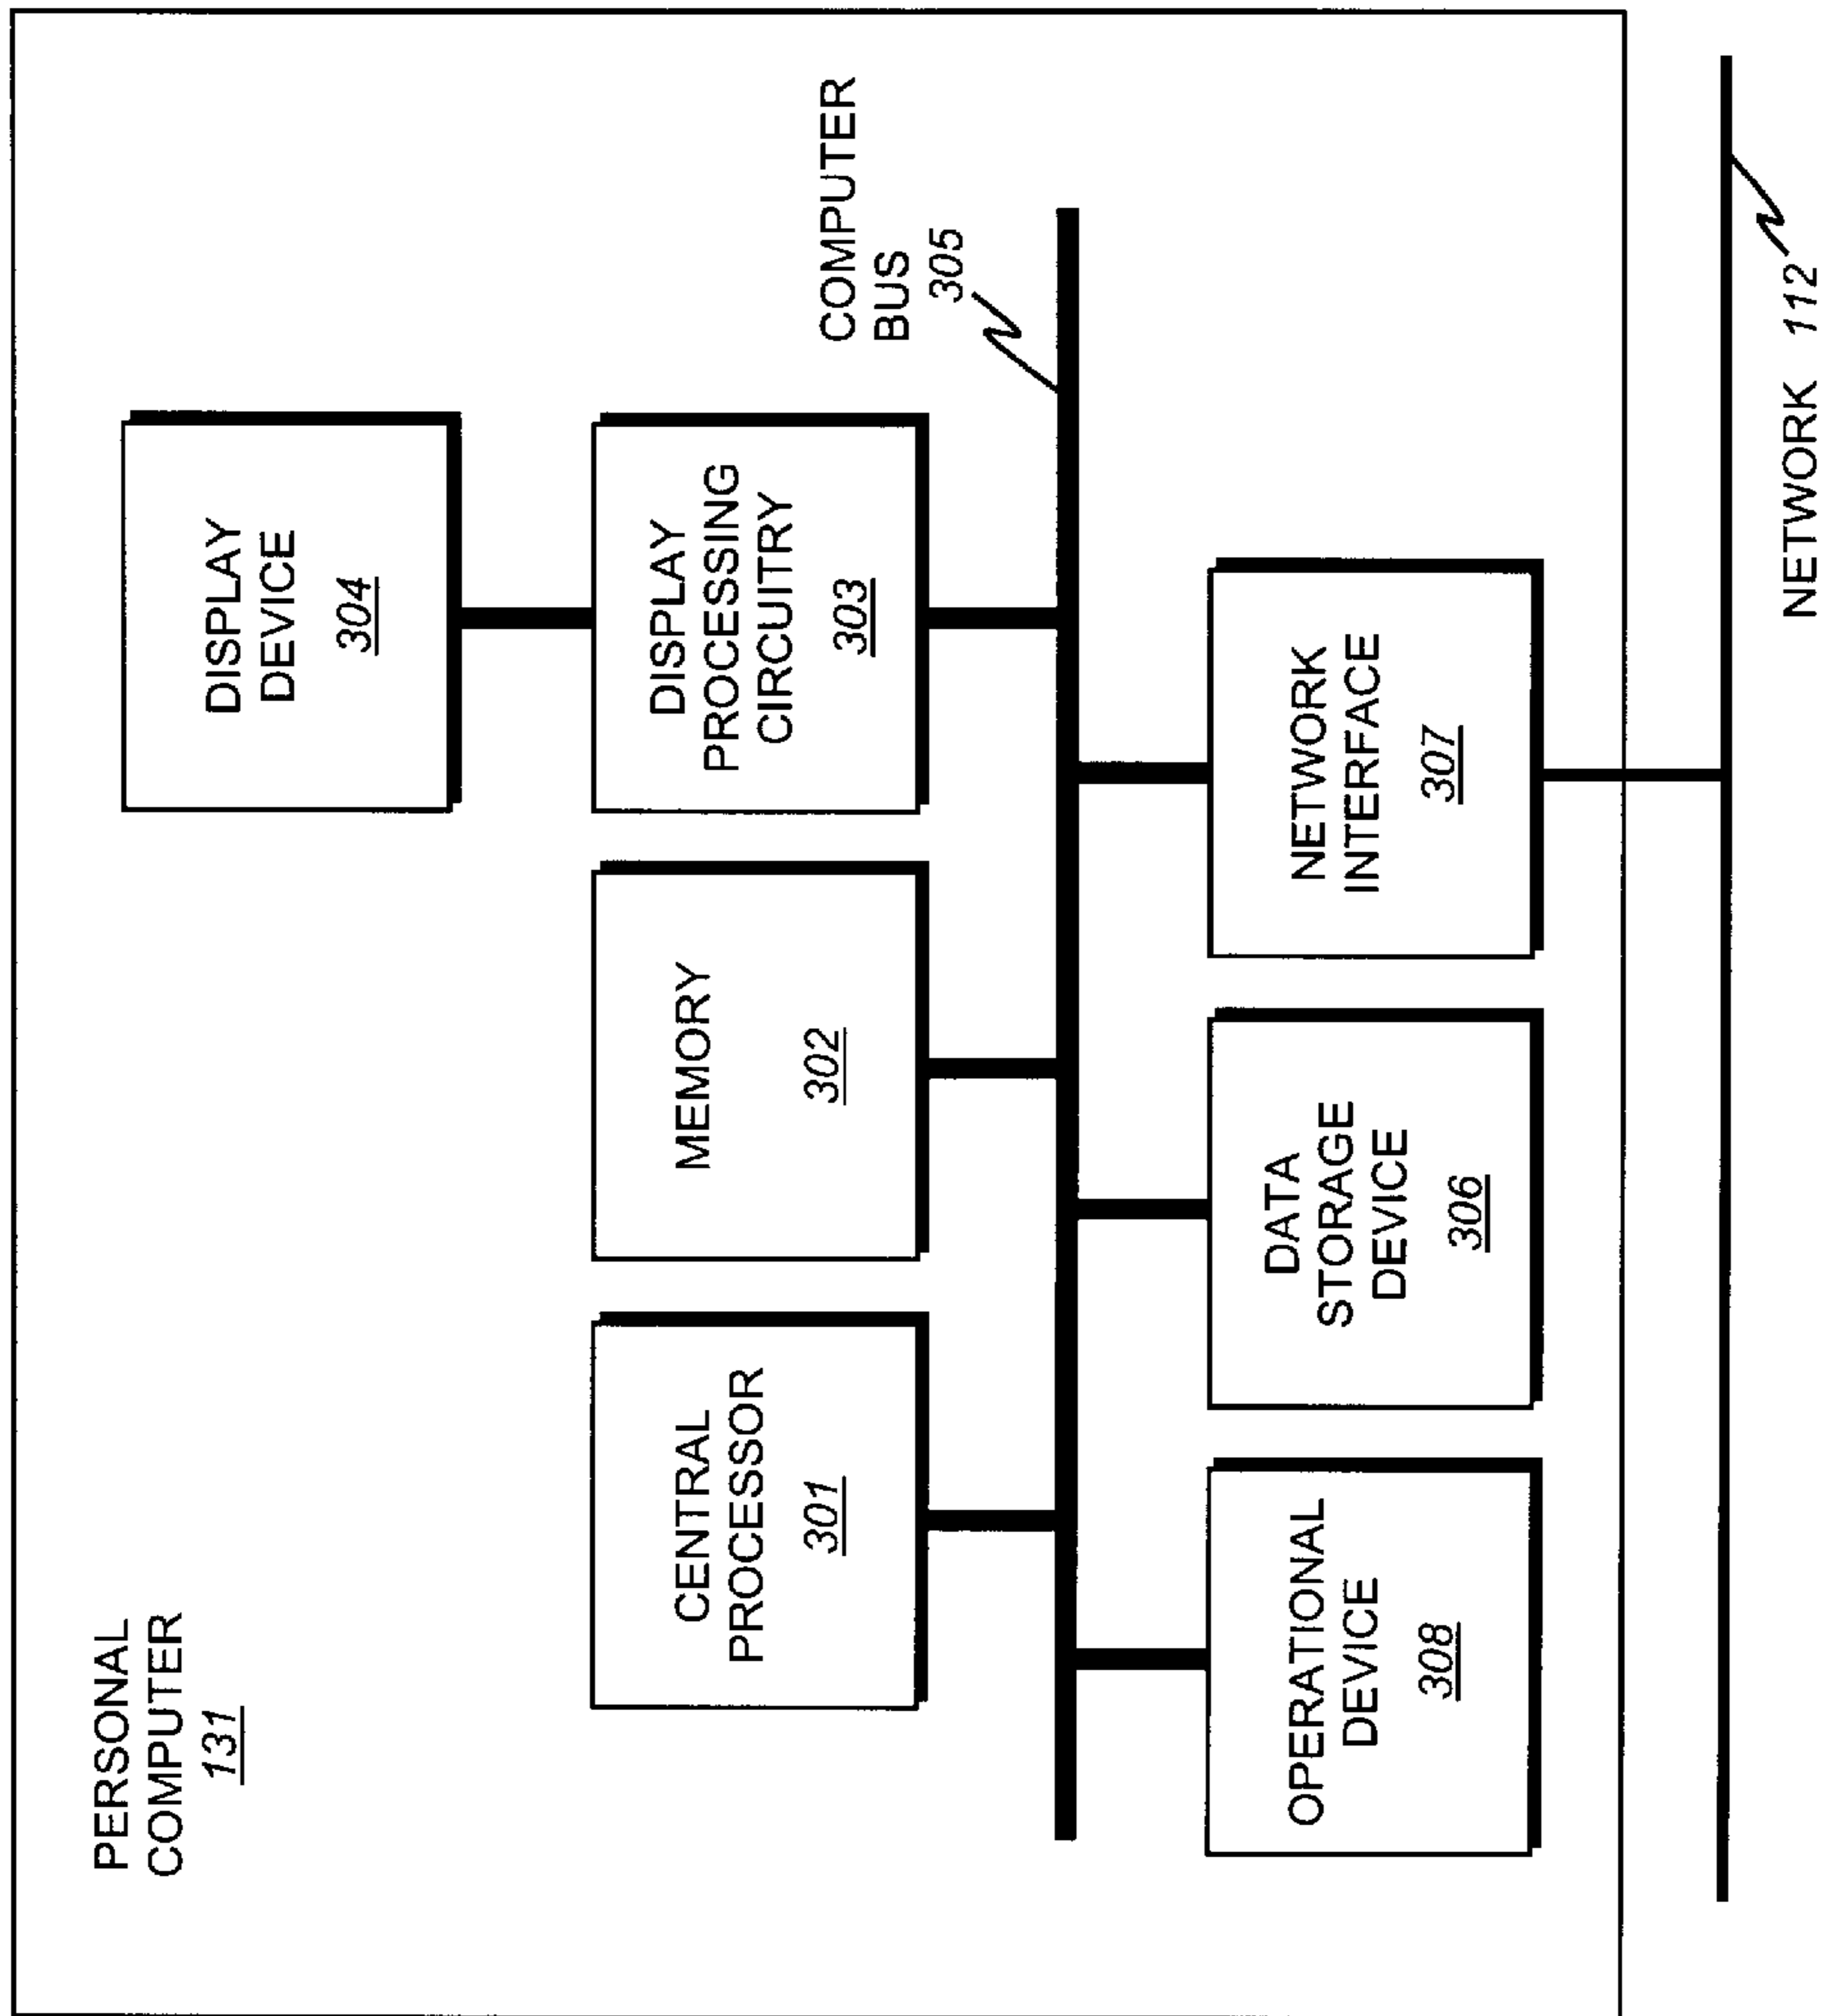 PERSONAL
COMPUTER
131
DISPLAY
DEVICE
304
CENTRAL
PROCESSOR
301
MEMORY
302
DISPLAY
PROCESSING
CIRCUITRY
303
COMPUTER
BUS
305
OPERATIONAL
DEVICE
308
DATA
STORAGE
DEVICE
306
NETWORK
INTERFACE
307
NETWORK 112